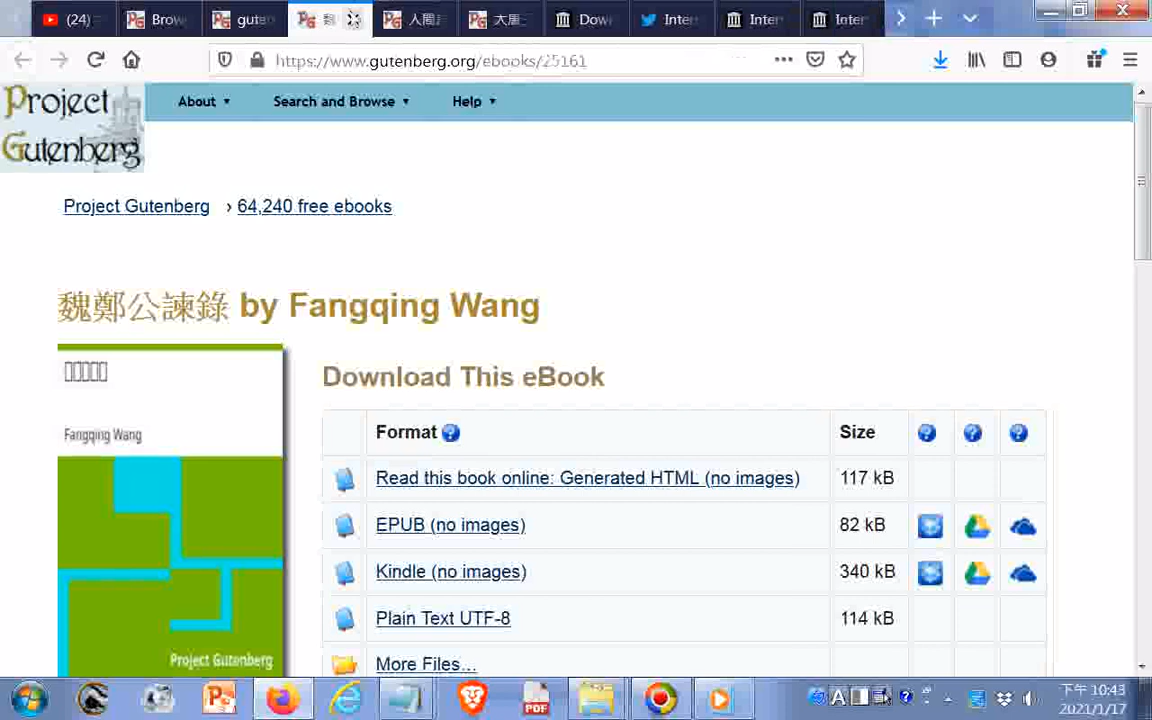 (24)
Brow
gute
人間
大唐
Dow
Inter
Inter
Inter
https://www.gutenberg.org/ebooks/25161
Project
Gutenberg
About
Search and Browse
Help
Project Gutenberg › 64,240 free ebooks
魏鄭公諫錄 by Fangqing Wang
Fangqing Wang
Project Gutenberg
Download This eBook
Format
Size
Read this book online: Generated HTML (no images)
117 kB
EPUB (no images)
82 kB
Kindle (no images)
340 kB
Plain Text UTF-8
114 kB
More Files...
PDF
A
下午 10:43
2021/1/17